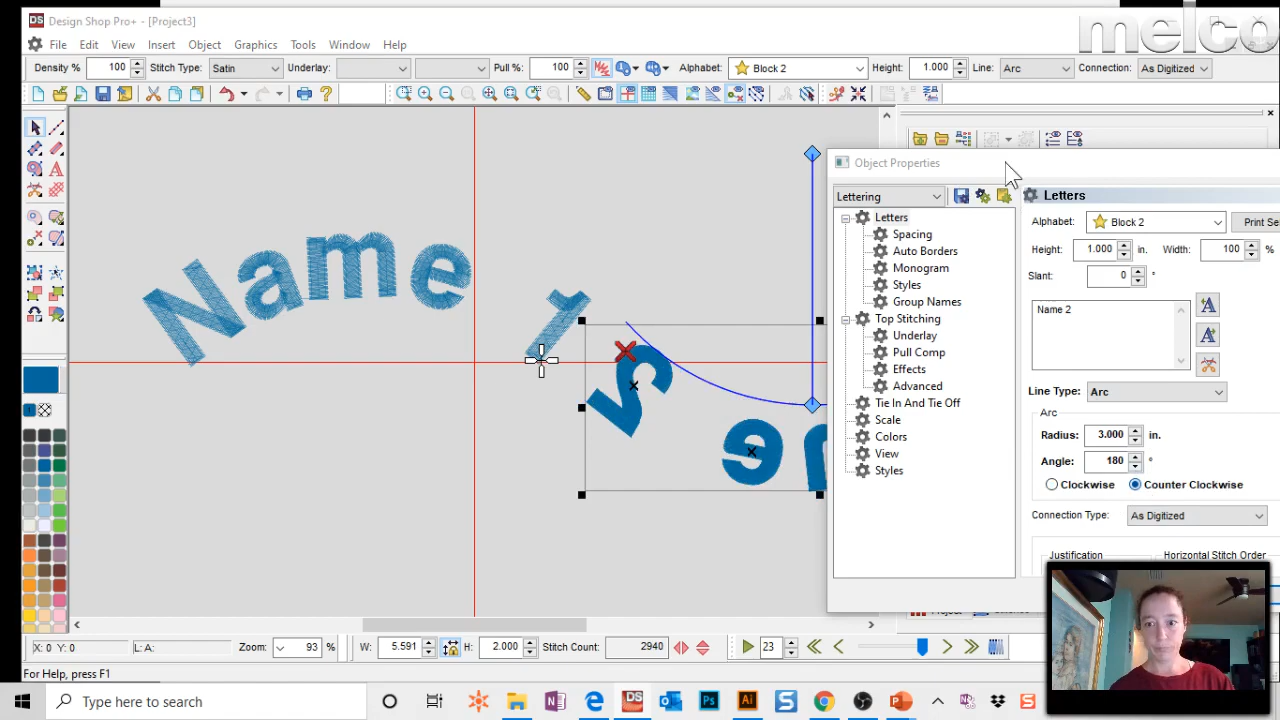 DS Design Shop Pro+ - [Project3]
melco
File Edit View Insert Object Graphics Tools Window Help
Density % 100 Stitch Type: Satin Underlay: Pull %: 100 Alphabet: Block 2 Height: 1.000 Line: Arc Connection: As Digitized
Object Properties
Lettering
Letters
Letters
Alphabet: Block 2 Print Se
Spacing
Height: 1.000 in. Width: 100 %
Auto Borders
Monogram
Slant: 0 °
Styles
Group Names
Name 2
Top Stitching
Underlay
Pull Comp
Effects
Advanced
Line Type: Arc
Tie In And Tie Off
Arc
Scale
Radius: 3.000 in.
Colors
View
Angle: 180 °
Styles
Clockwise Counter Clockwise
Connection Type: As Digitized
Justification Horizontal Stitch Order
Name 1
X: 0 Y: 0 L: A: Zoom: 93 % W: 5.591 H: 2.000 Stitch Count: 2940 23
For Help, press F1
Type here to search